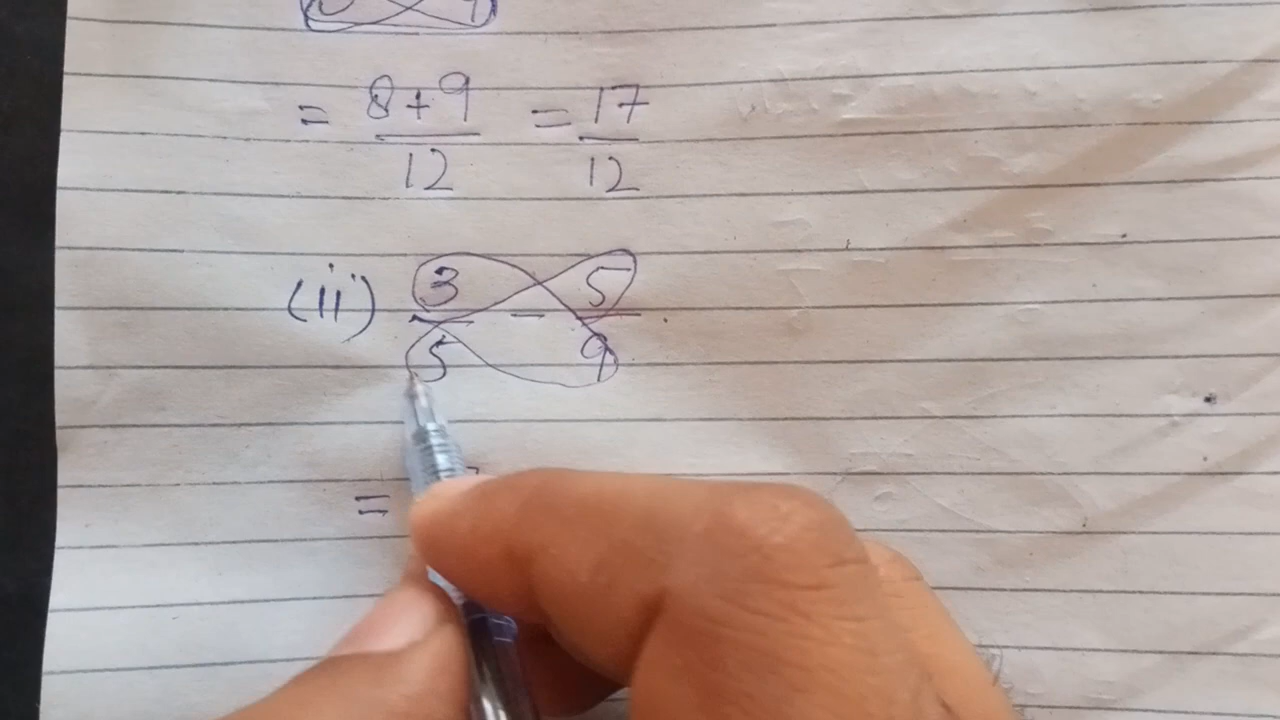 = 8+9/12 = 17/12
(ii) 3/5 - 5/9
=